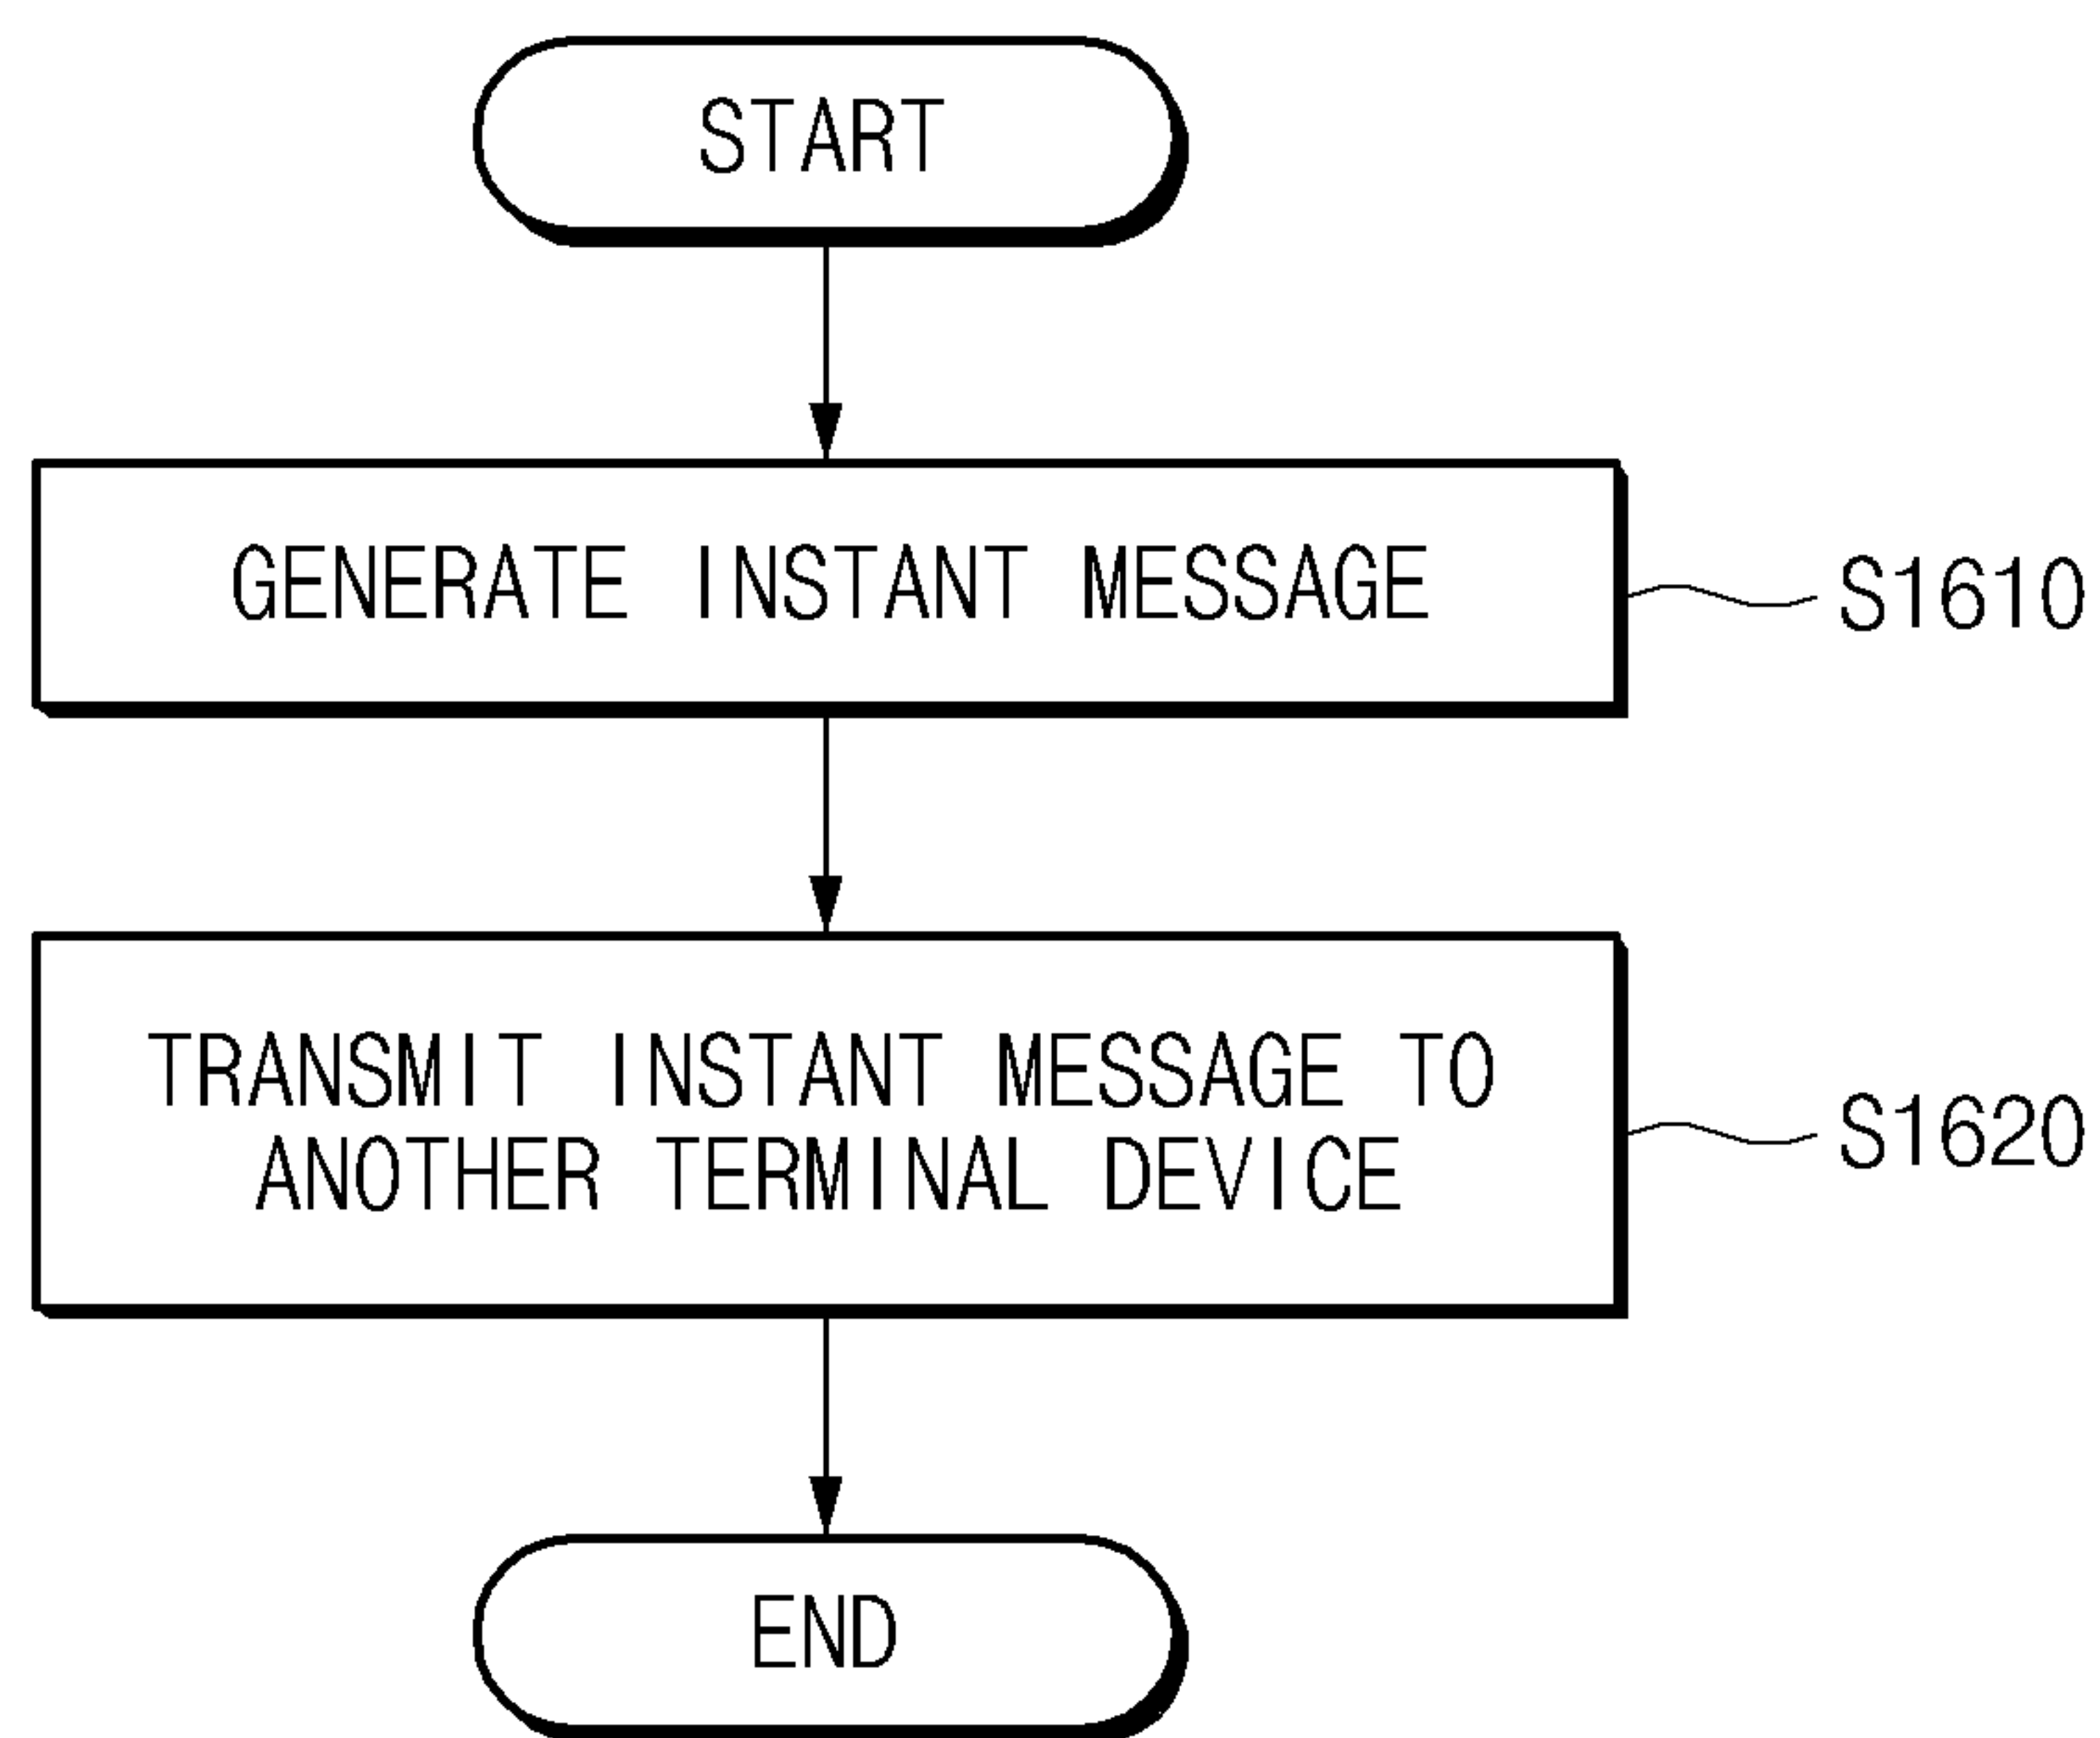 START
GENERATE INSTANT MESSAGE
S1610
TRANSMIT INSTANT MESSAGE TO
ANOTHER TERMINAL DEVICE
S1620
END